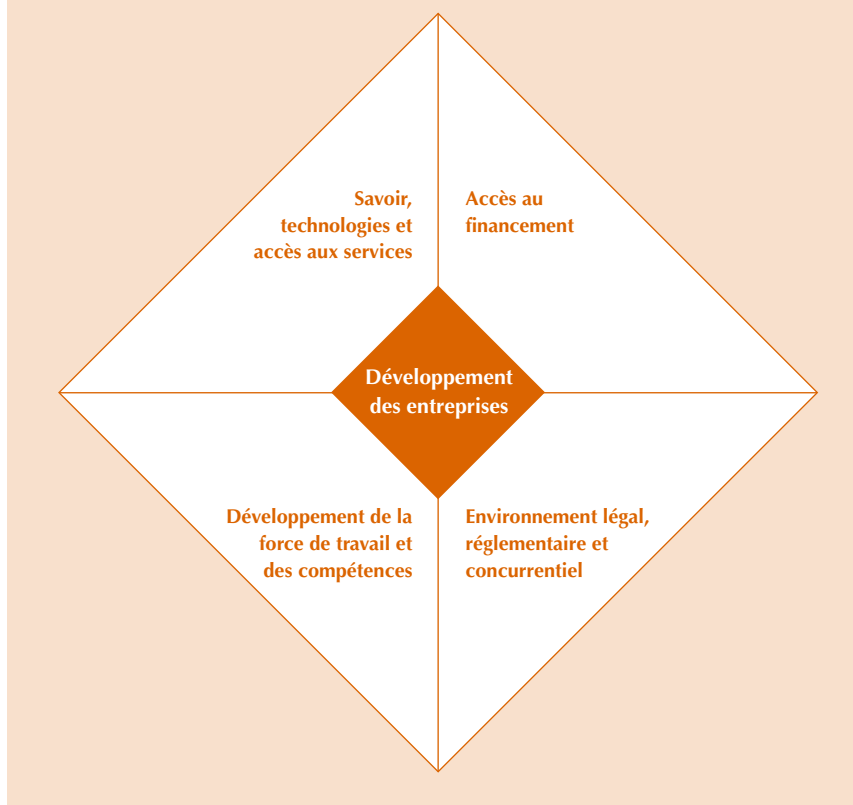 Savoir,
technologies et
accès aux services
Accès au
financement
Développement
des entreprises
Développement de la
force de travail et
des compétences
Environnement légal,
réglementaire et
concurrentiel